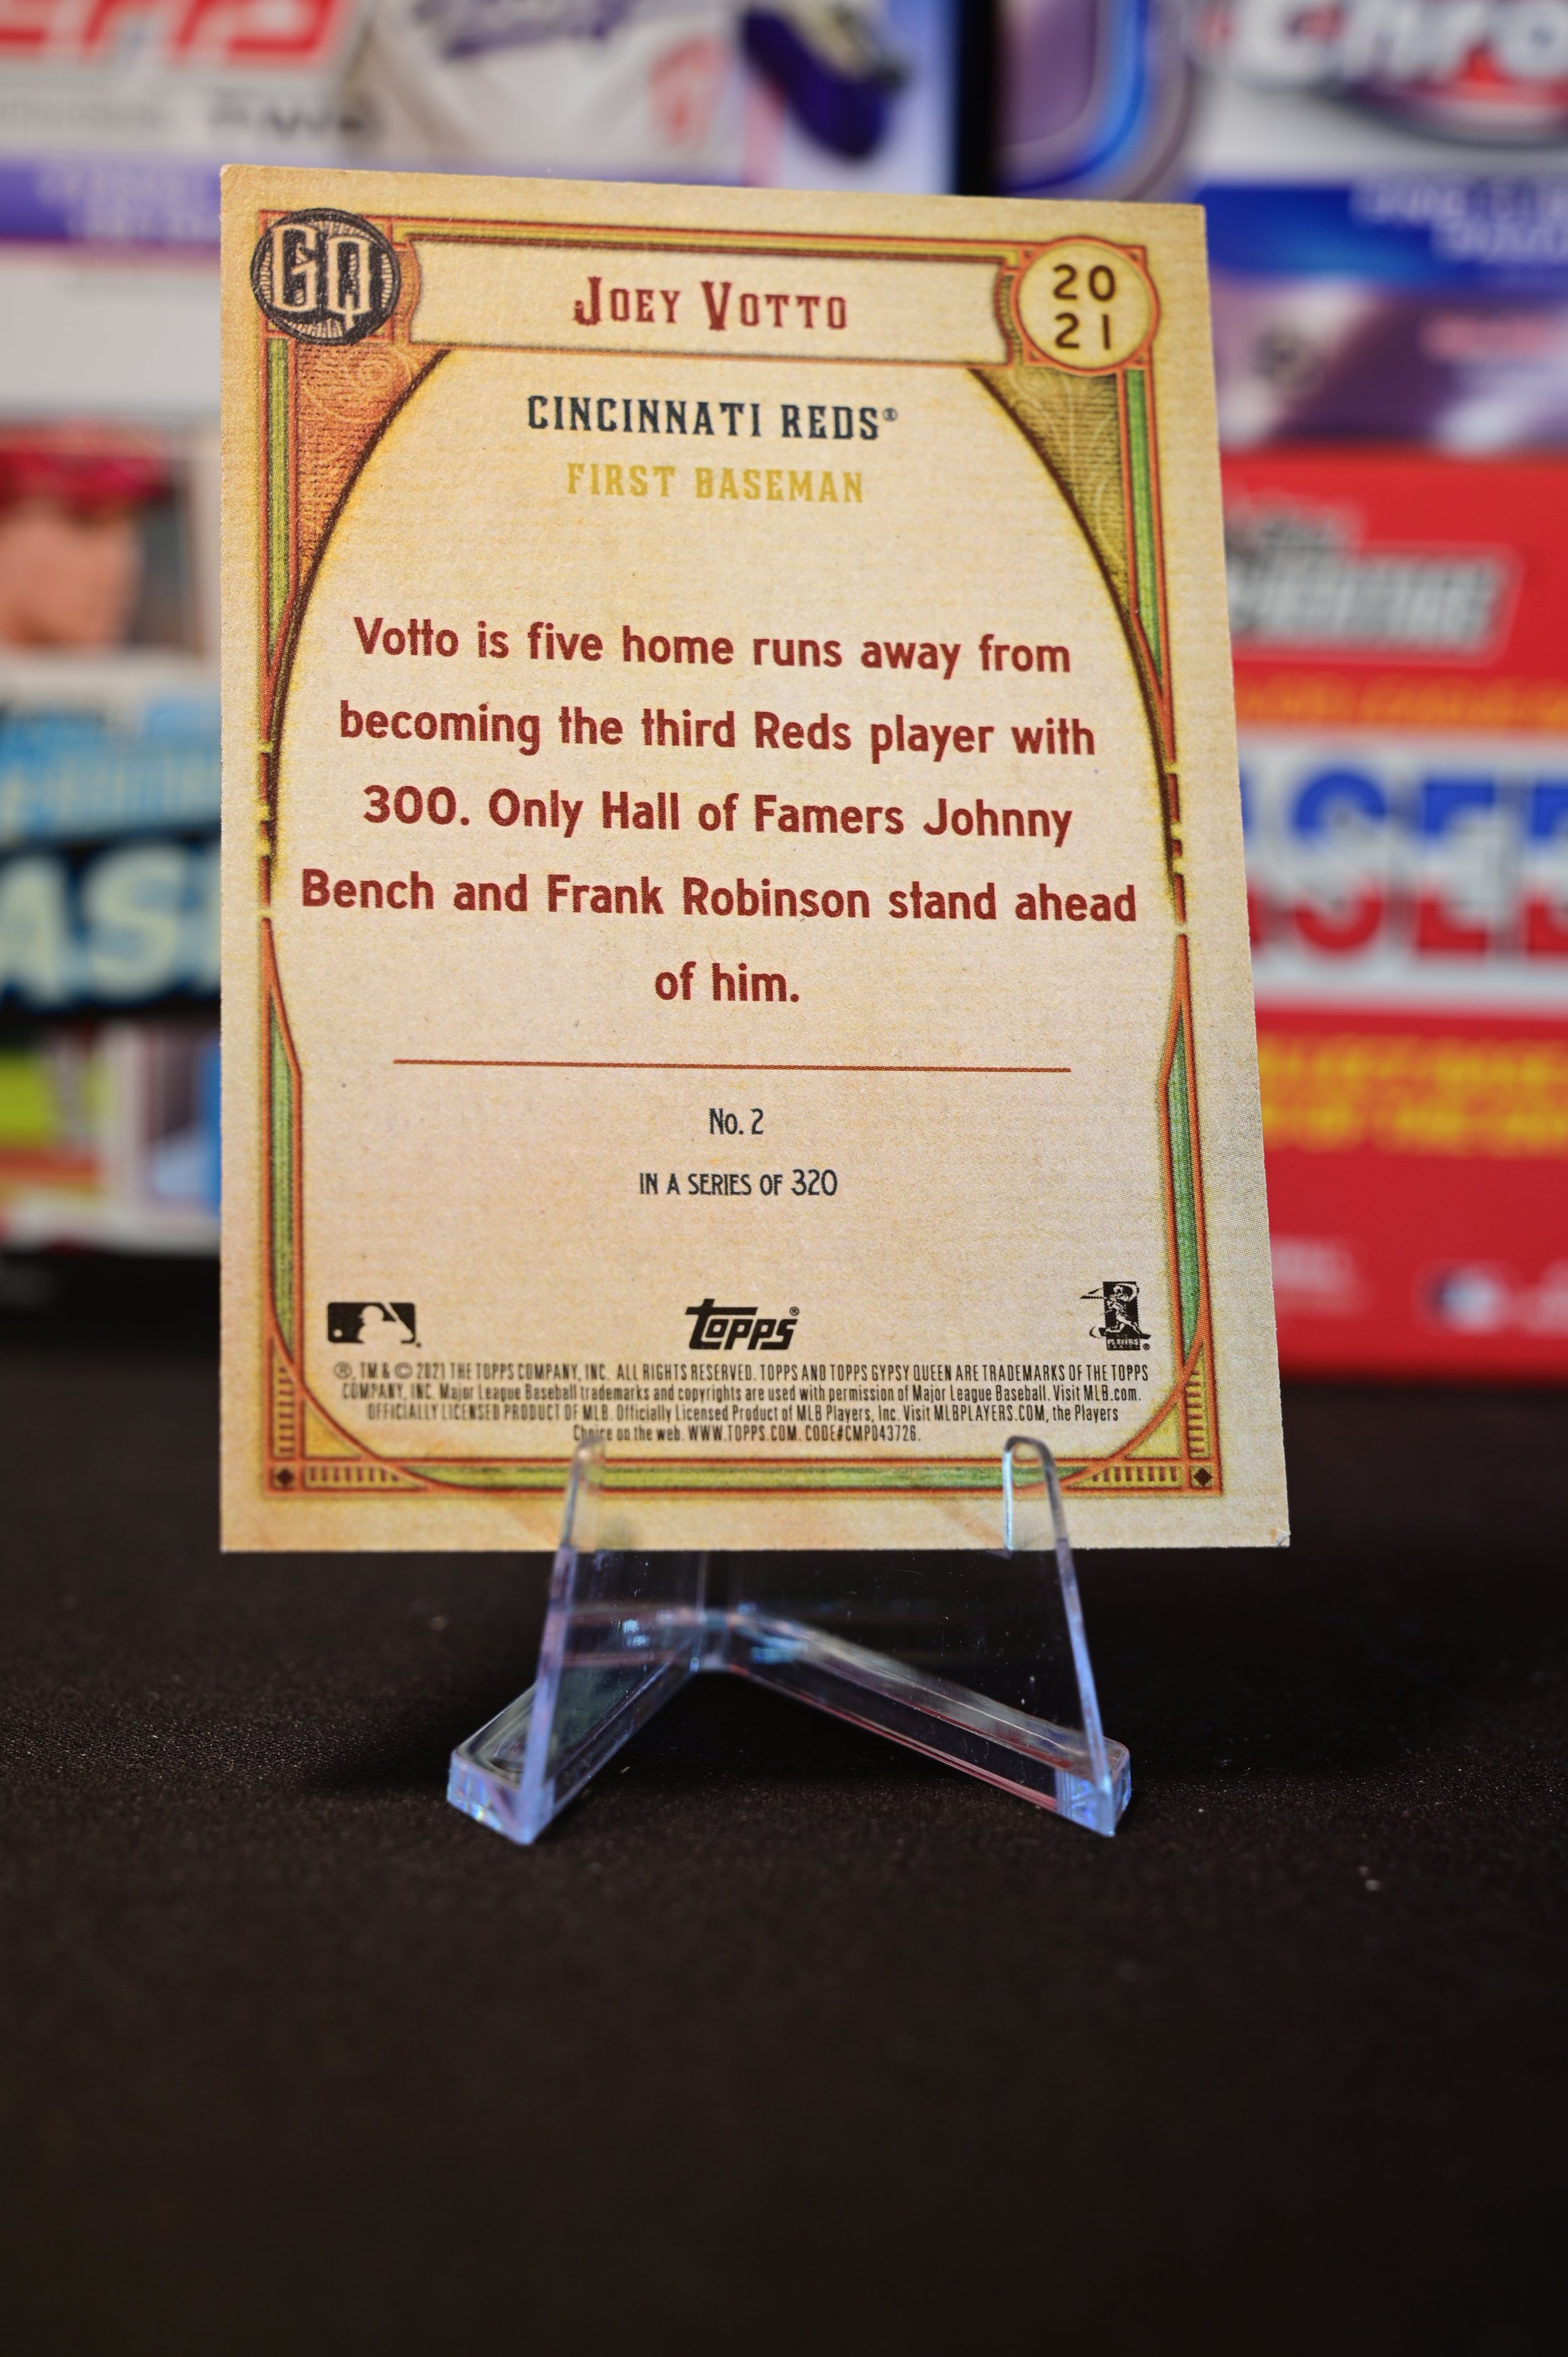 GQ
JOEY VOTTO
20
21
CINCINNATI REDS®
FIRST BASEMAN
Votto is five home runs away from
becoming the third Reds player with
300. Only Hall of Famers Johnny
Bench and Frank Robinson stand ahead
of him.
No. 2
IN A SERIES OF 320
Topps®
PLAYERS
®, TM & © 2021 THE TOPPS COMPANY, INC. ALL RIGHTS RESERVED. TOPPS AND TOPPS GYPSY QUEEN ARE TRADEMARKS OF THE TOPPS
COMPANY, INC. Major League Baseball trademarks and copyrights are used with permission of Major League Baseball. Visit MLB.com.
OFFICIALLY LICENSED PRODUCT OF MLB. Officially Licensed Product of MLB Players, Inc. Visit MLBPLAYERS.COM, the Players
Choice on the web. WWW.TOPPS.COM. CODE#CMP043726.